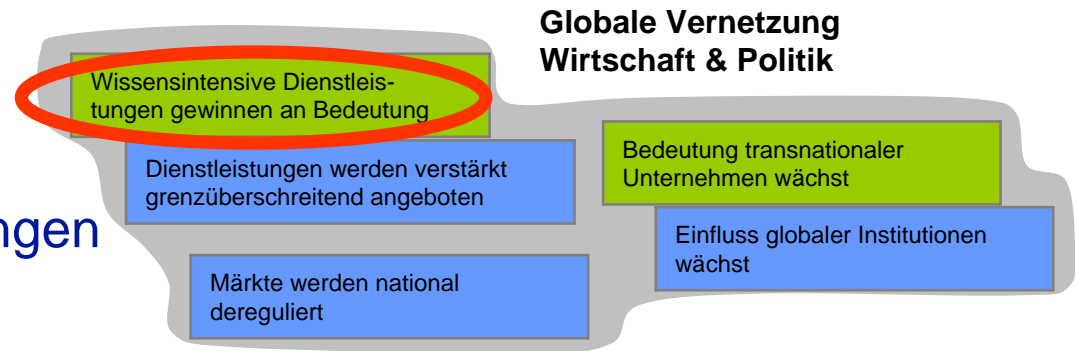 Globale Vernetzung
Wirtschaft & Politik
Wissensintensive Dienstleis-
tungen gewinnen an Bedeutung
Dienstleistungen werden verstärkt
grenzüberschreitend angeboten
Bedeutung transnationaler
Unternehmen wächst
ngen
Einfluss globaler Institutionen
wächst
Märkte werden national
dereguliert